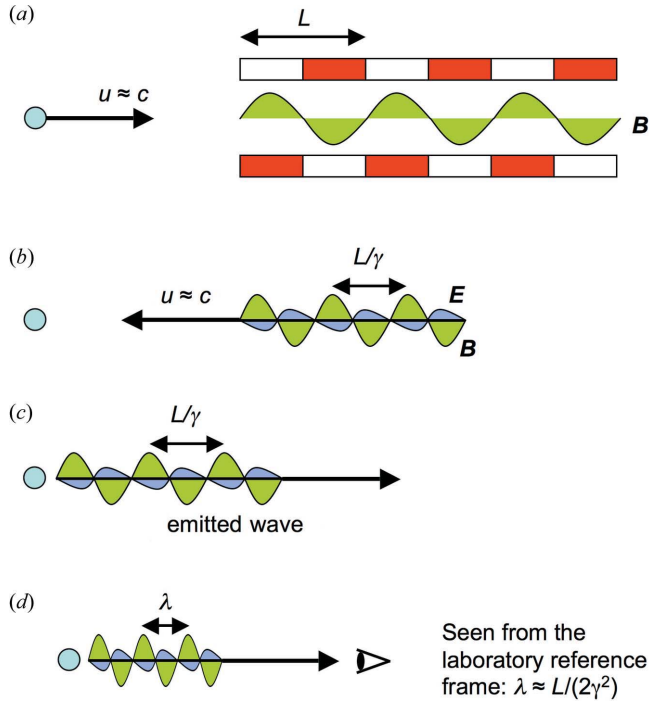 (a)
L
u ≈ c
B
(b)
L/γ
u ≈ c
E
B
(c)
L/γ
emitted wave
(d)
λ
Seen from the
laboratory reference
frame: λ ≈ L/(2γ²)